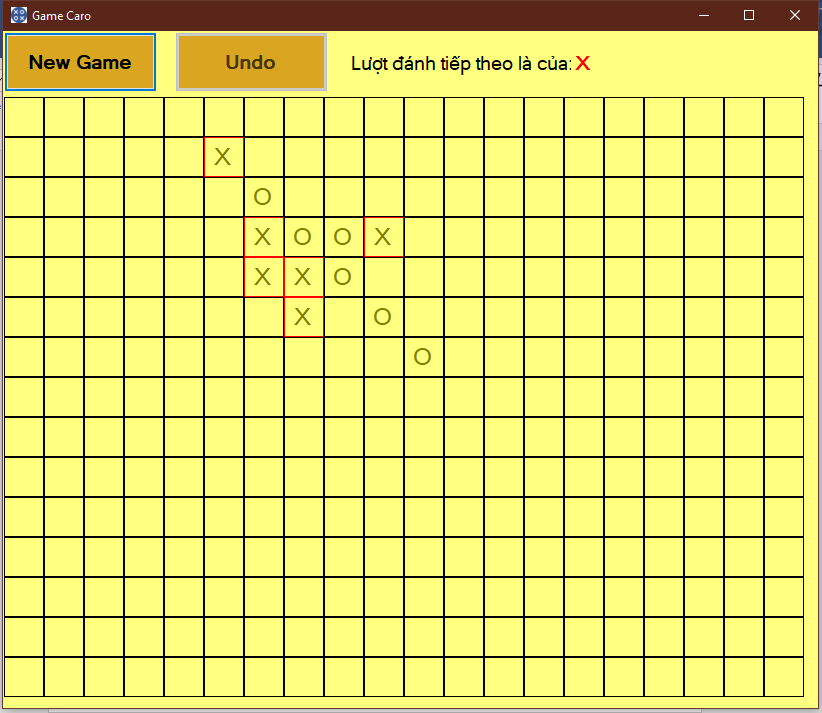 Game Caro
New Game
Undo
Lượt đánh tiếp theo là của: X
X
O
X O O X
X X O
X O
O